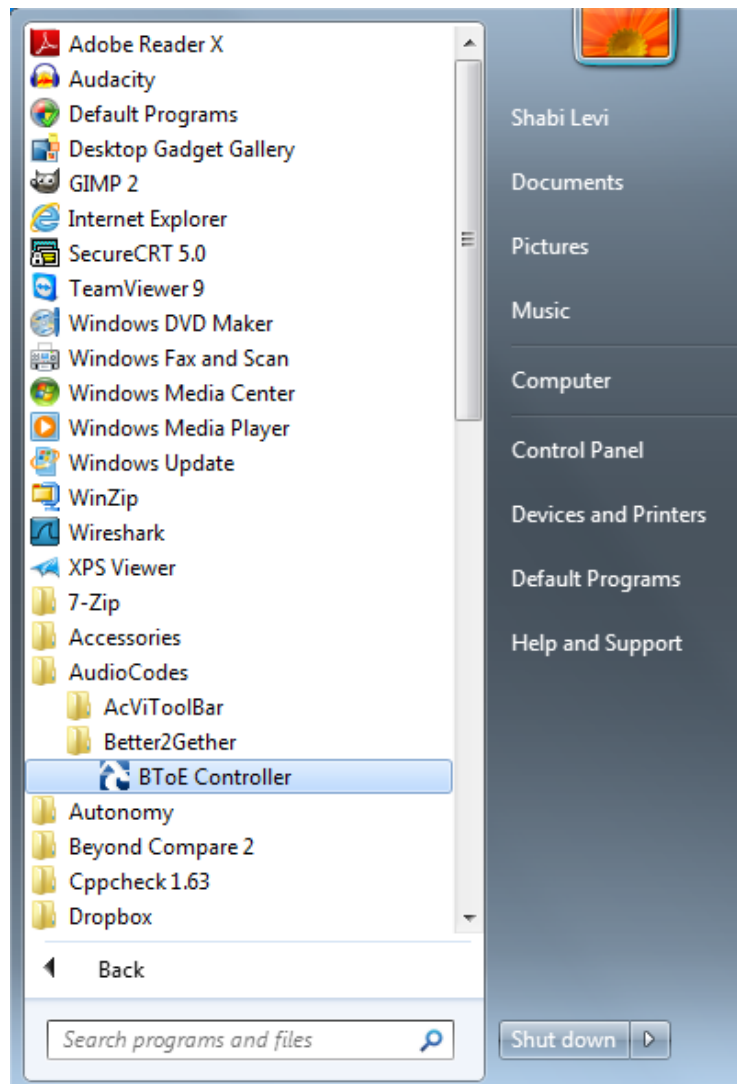 Adobe Reader X
Audacity
Default Programs
Desktop Gadget Gallery
GIMP 2
Internet Explorer
SecureCRT 5.0
TeamViewer 9
Windows DVD Maker
Windows Fax and Scan
Windows Media Center
Windows Media Player
Windows Update
WinZip
Wireshark
XPS Viewer
7-Zip
Accessories
AudioCodes
AcViToolBar
Better2Gether
BToE Controller
Autonomy
Beyond Compare 2
Cppcheck 1.63
Dropbox
Back
Search programs and files
Shabi Levi
Documents
Pictures
Music
Computer
Control Panel
Devices and Printers
Default Programs
Help and Support
Shut down